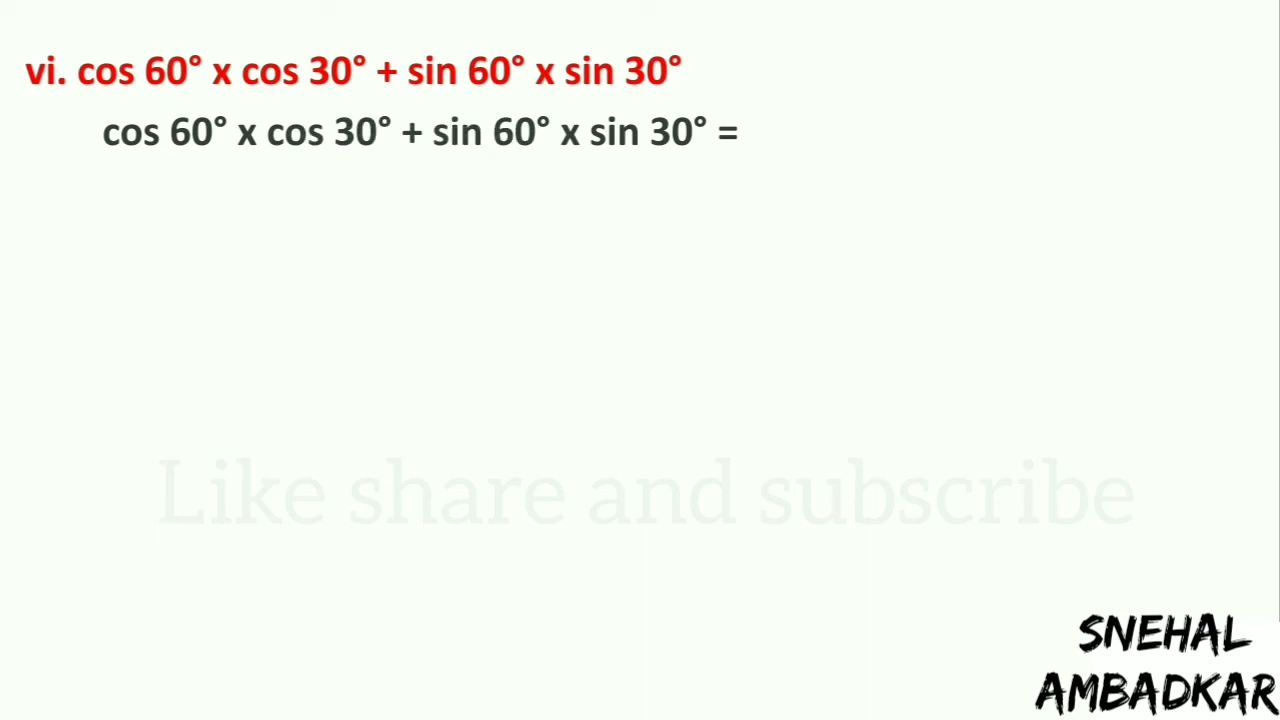 vi. cos 60° x cos 30° + sin 60° x sin 30°
cos 60° x cos 30° + sin 60° x sin 30° =
Like share and subscribe
SNEHAL
AMBADKAR